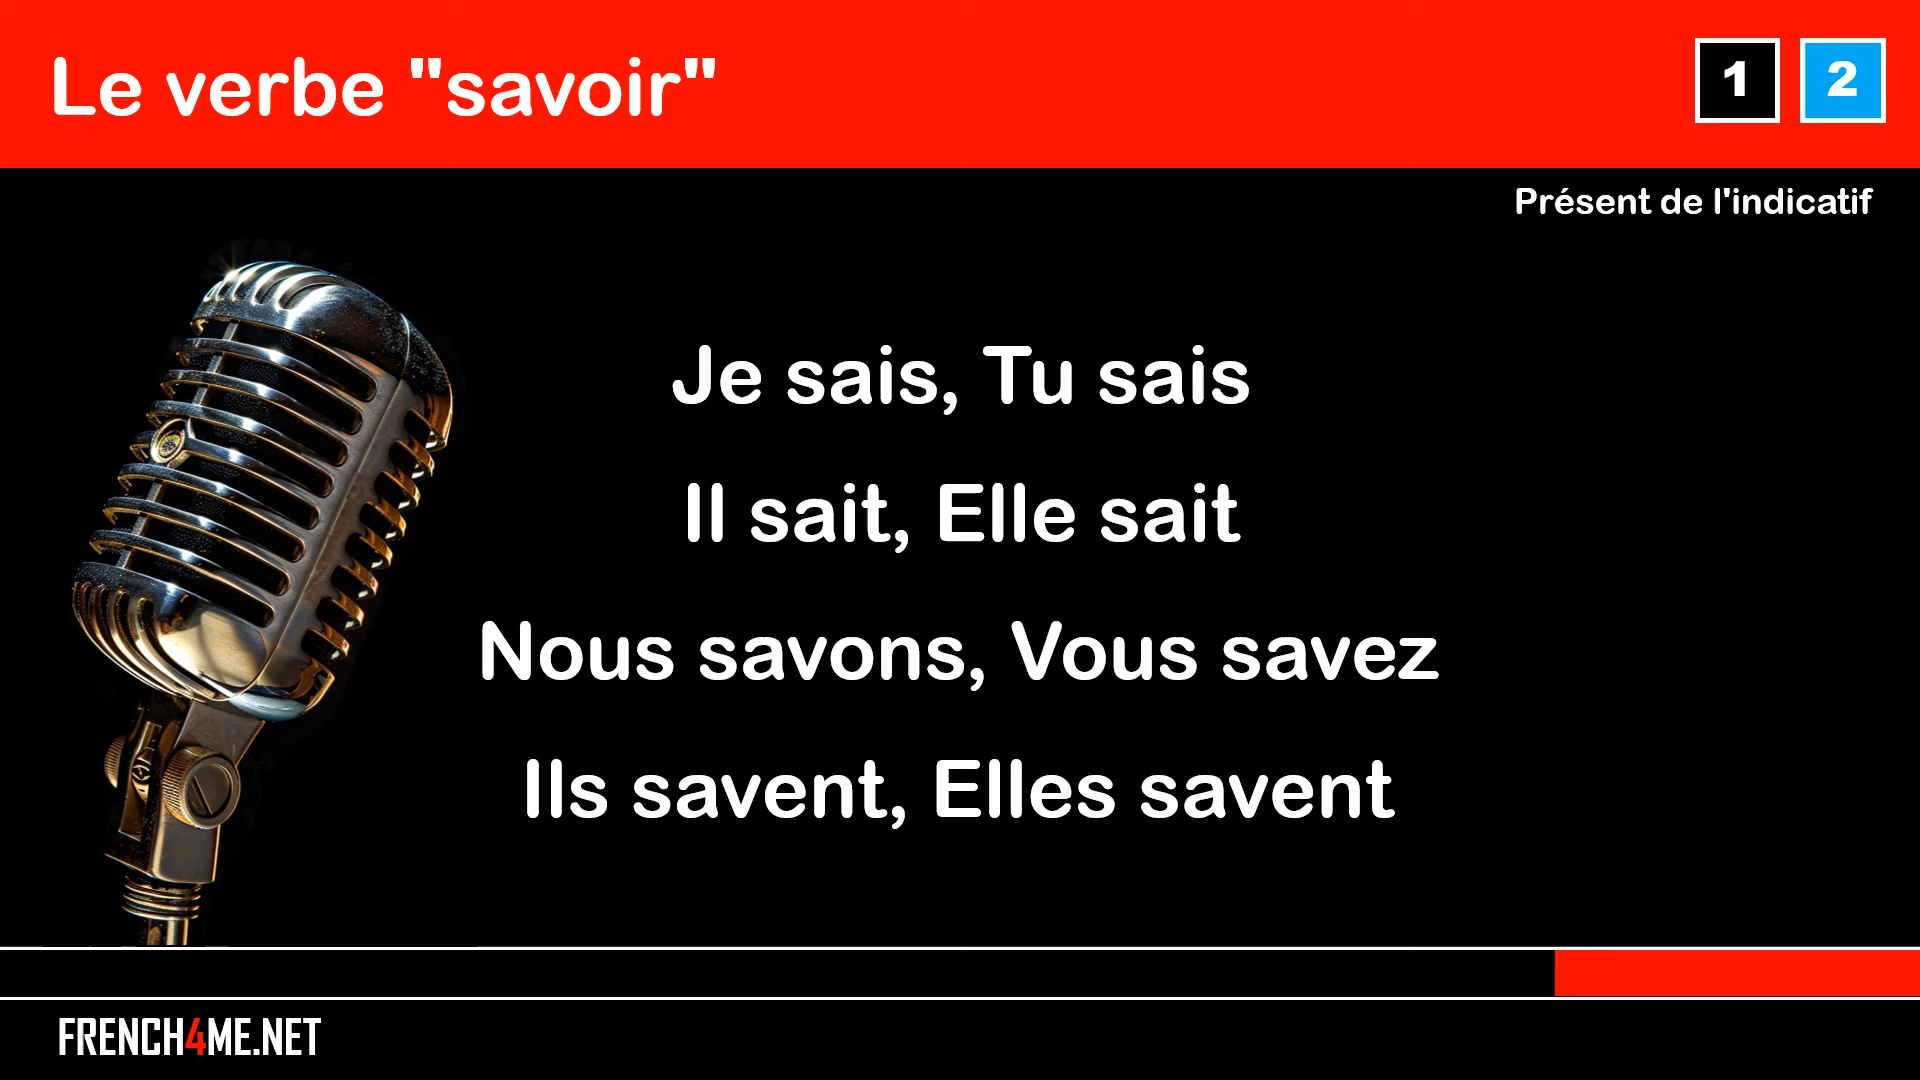 Le verbe "savoir"
1 2
Présent de l'indicatif
Je sais, Tu sais
Il sait, Elle sait
Nous savons, Vous savez
Ils savent, Elles savent
FRENCH4ME.NET